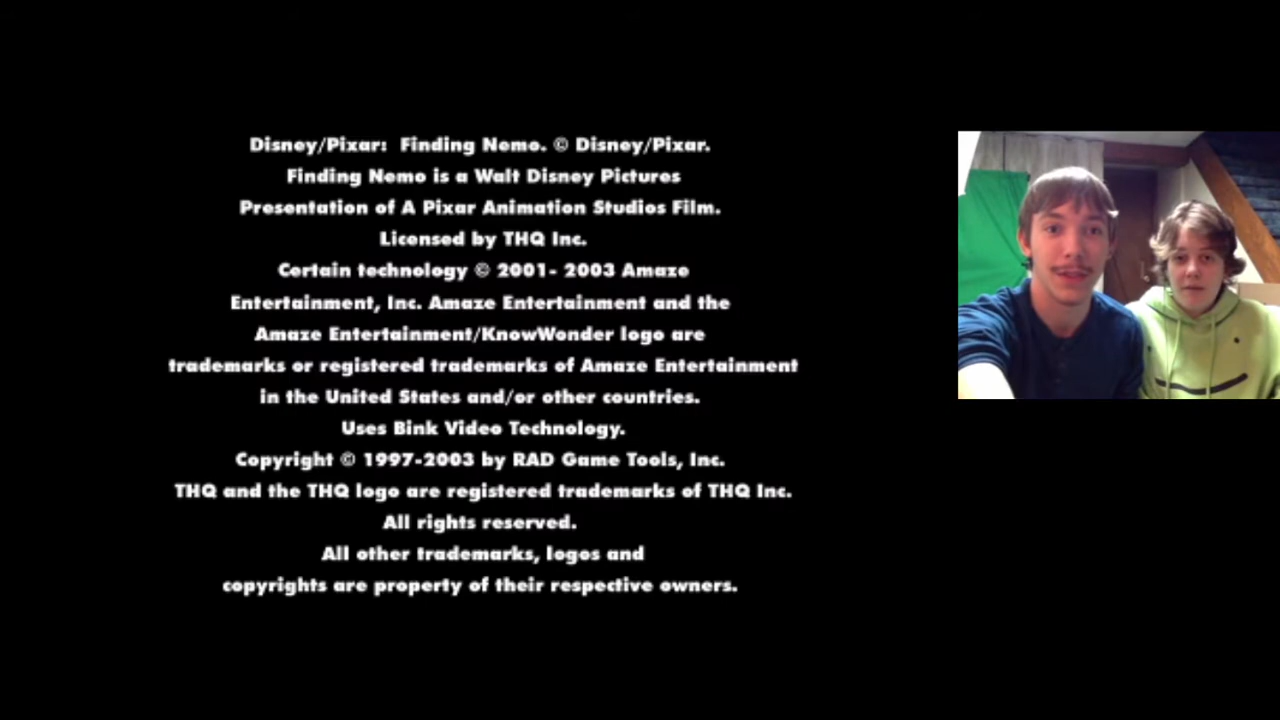 Disney/Pixar: Finding Nemo. © Disney/Pixar.
Finding Nemo is a Walt Disney Pictures
Presentation of A Pixar Animation Studios Film.
Licensed by THQ Inc.
Certain technology © 2001- 2003 Amaze
Entertainment, Inc. Amaze Entertainment and the
Amaze Entertainment/KnowWonder logo are
trademarks or registered trademarks of Amaze Entertainment
in the United States and/or other countries.
Uses Bink Video Technology.
Copyright © 1997-2003 by RAD Game Tools, Inc.
THQ and the THQ logo are registered trademarks of THQ Inc.
All rights reserved.
All other trademarks, logos and
copyrights are property of their respective owners.